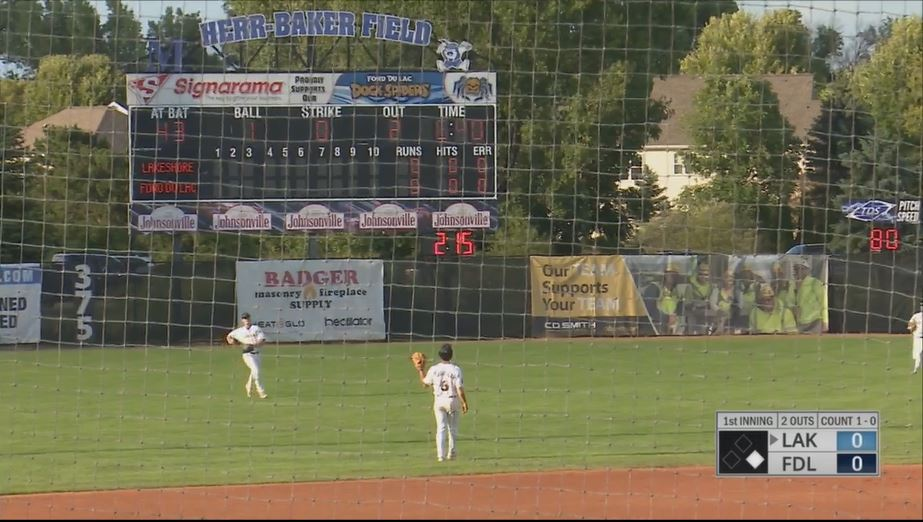 HERR-BAKER FIELD
M
Signarama
PROUDLY
SUPPORTS
OUR
FOND DU LAC
DOCK SPIDERS
AT BAT BALL STRIKE OUT TIME
43 1 0 2
1 2 3 4 5 6 7 8 9 10 RUNS HITS ERR
LAKESHORE 0 0 0
FOND DU LAC 0 0 0
Johnsonville Johnsonville Johnsonville Johnsonville Johnsonville
2:15
TDS PITCH
SPEED
80
.COM
NED
ED
375
BADGER
masonry fireplace
SUPPLY
HEAT & GLO heatilator
Our TEAM
Supports
Your TEAM
C.D. SMITH
6
1st INNING 2 OUTS COUNT 1 - 0
LAK 0
FDL 0